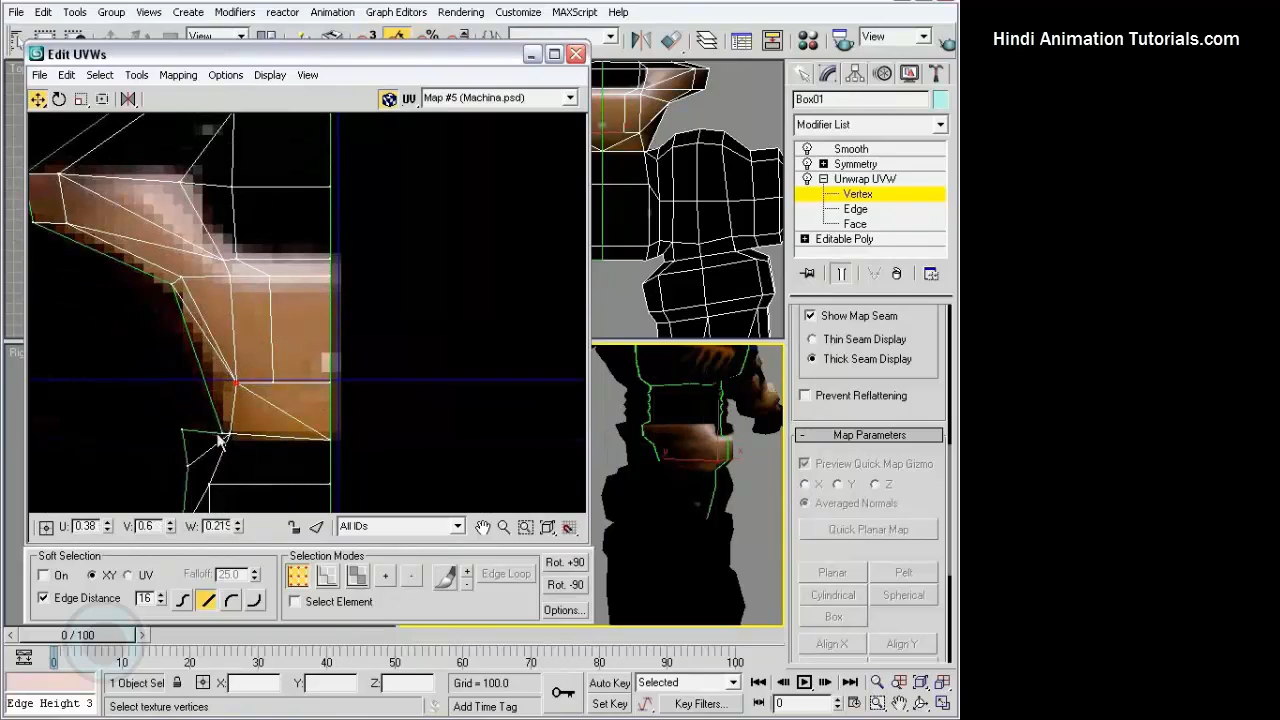 File Edit Tools Group Views Create Modifiers reactor Animation Graph Editors Rendering Customize MAXScript Help
Hindi Animation Tutorials.com
View
View
Edit UVWs
File Edit Select Tools Mapping Options Display View
UV Map #5 (Machina.psd)
Box01
Modifier List
Smooth
Symmetry
Unwrap UVW
Vertex
Edge
Face
Editable Poly
Show Map Seam
Thin Seam Display
Thick Seam Display
Prevent Reflattening
Map Parameters
Preview Quick Map Gizmo
X Y Z
Averaged Normals
Quick Planar Map
Planar Pelt
Cylindrical Spherical
Box
Align X Align Y
U: 0.38 V: 0.6 W: 0.219 All IDs
Soft Selection
On XY UV Falloff: 25.0
Edge Distance 16
Selection Modes
+ - Edge Loop
Select Element
Rot. +90
Rot. -90
Options...
0 / 100
0 10 20 30 40 50 60 70 80 90 100
1 Object Sel X: Y: Z: Grid = 100.0 Auto Key Selected
Edge Height 3 Select texture vertices Add Time Tag Set Key Key Filters... 0